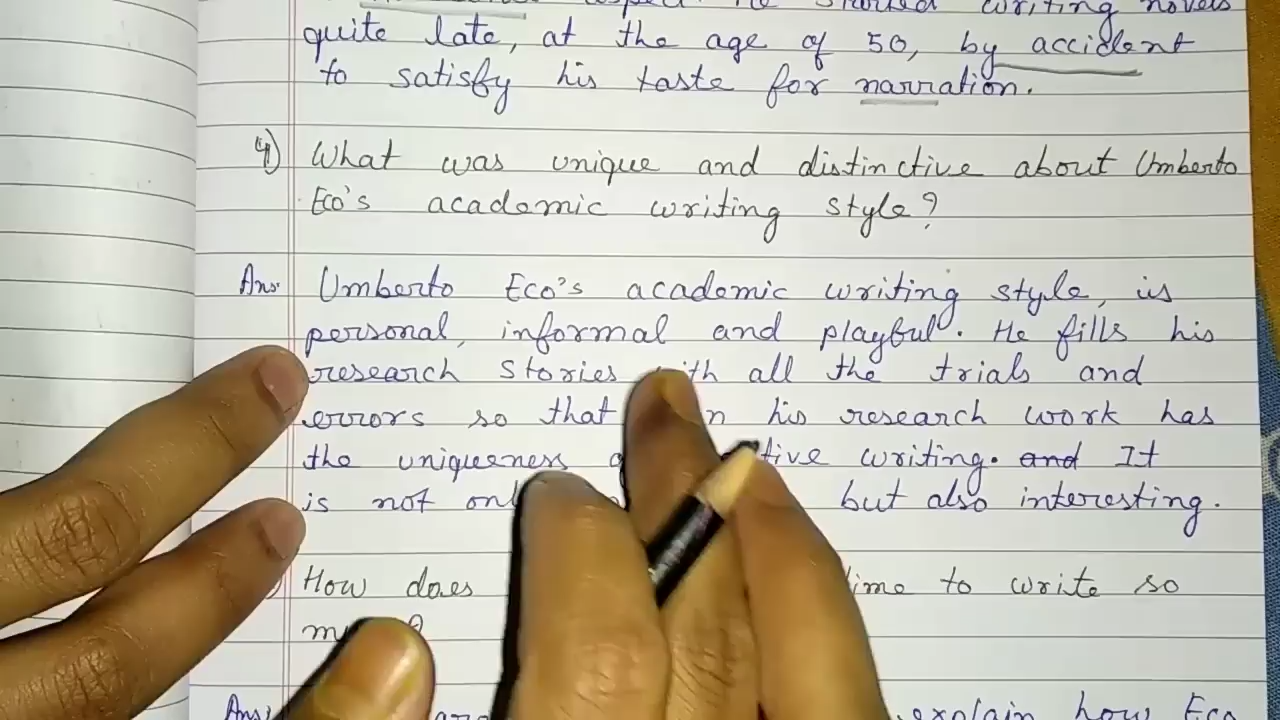 writing novels
quite late, at the age of 50, by accident
to satisfy his taste for narration.
4) What was unique and distinctive about Umberto
Eco's academic writing style?
Ans: Umberto Eco's academic writing style, is
personal, informal and playful. He fills his
research stories with all the trials and
errors so that his research work has
the uniqueness writing. and It
is not but also interesting.
How does time to write so
Ans: explain how Eco